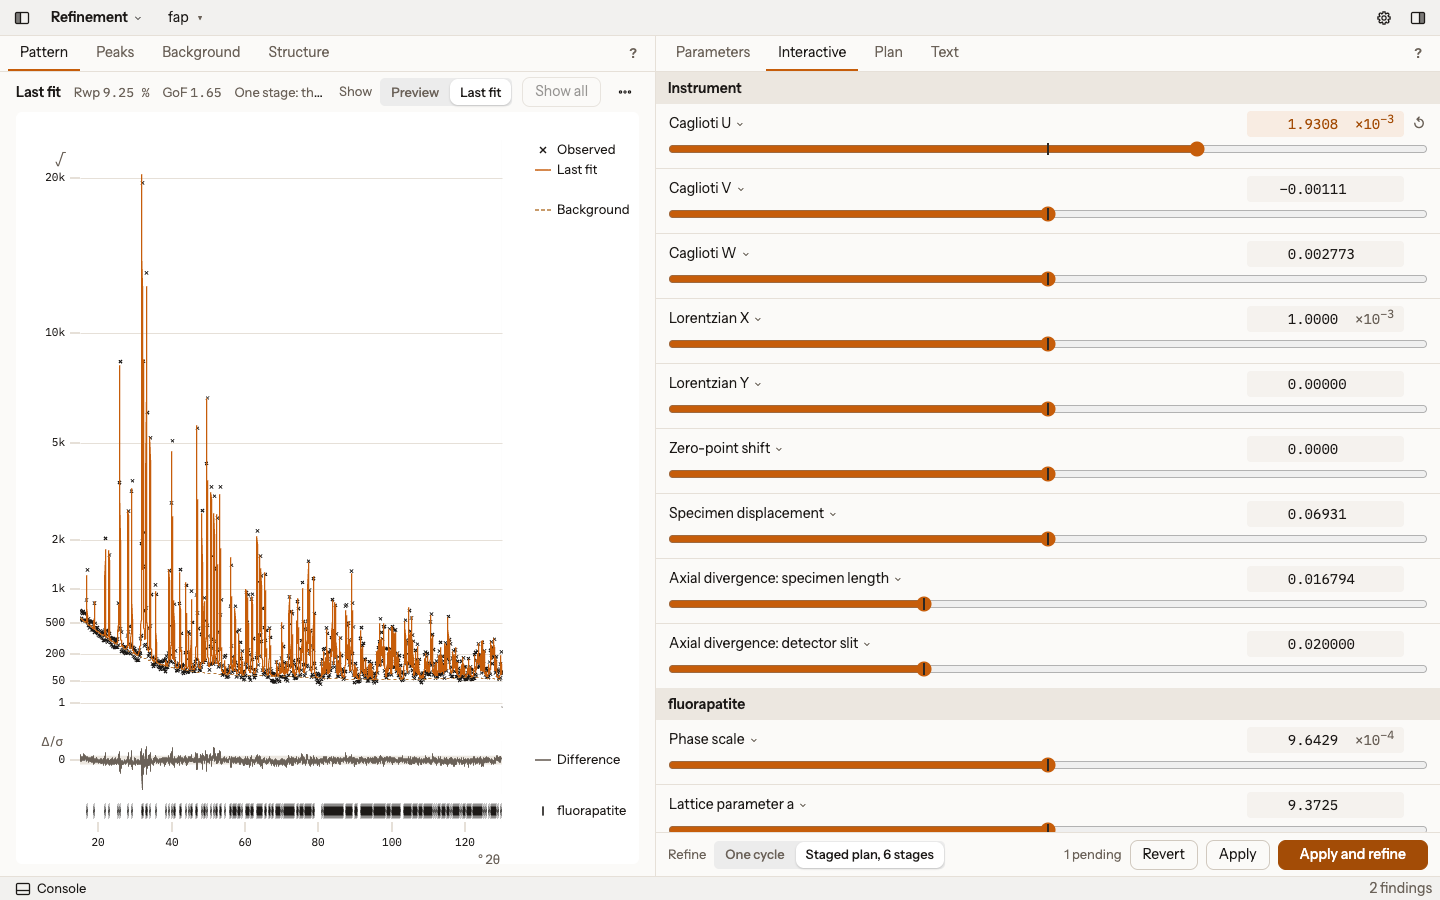 Refinement
fap
Pattern
Peaks
Background
Structure
?
Parameters
Interactive
Plan
Text
?
Last fit
Rwp 9.25 %
GoF 1.65
One stage: th…
Show
Preview
Last fit
Show all
√
20k
10k
5k
2k
1k
500
200
50
1
Δ/σ
0
20
40
60
80
100
120
°2θ
Observed
Last fit
Background
Difference
fluorapatite
Instrument
Caglioti U
1.9308 ×10⁻³
Caglioti V
−0.00111
Caglioti W
0.002773
Lorentzian X
1.0000 ×10⁻³
Lorentzian Y
0.00000
Zero-point shift
0.0000
Specimen displacement
0.06931
Axial divergence: specimen length
0.016794
Axial divergence: detector slit
0.020000
fluorapatite
Phase scale
9.6429 ×10⁻⁴
Lattice parameter a
9.3725
Refine
One cycle
Staged plan, 6 stages
1 pending
Revert
Apply
Apply and refine
Console
2 findings